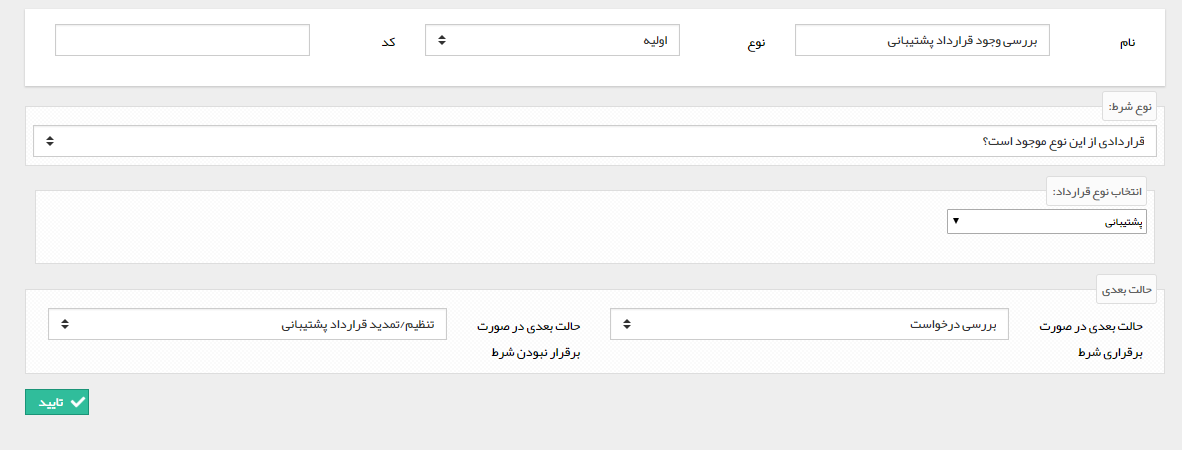 نام
بررسی وجود قرارداد پشتیبانی
نوع
اولیه
کد
نوع شرط:
قراردادی از این نوع موجود است؟
انتخاب نوع قرارداد:
پشتیبانی
حالت بعدی
حالت بعدی در صورت
برقراری شرط
بررسی درخواست
حالت بعدی در صورت
برقرار نبودن شرط
تنظیم/تمدید قرارداد پشتیبانی
تایید